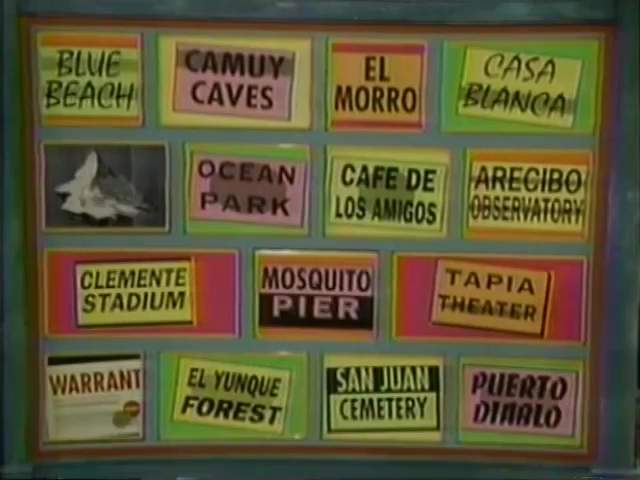 BLUE
BEACH
CAMUY
CAVES
EL
MORRO
CASA
BLANCA
OCEAN
PARK
CAFE DE
LOS AMIGOS
ARECIBO
OBSERVATORY
CLEMENTE
STADIUM
MOSQUITO
PIER
TAPIA
THEATER
WARRANT
EL YUNQUE
FOREST
SAN JUAN
CEMETERY
PUERTO
DIABLO